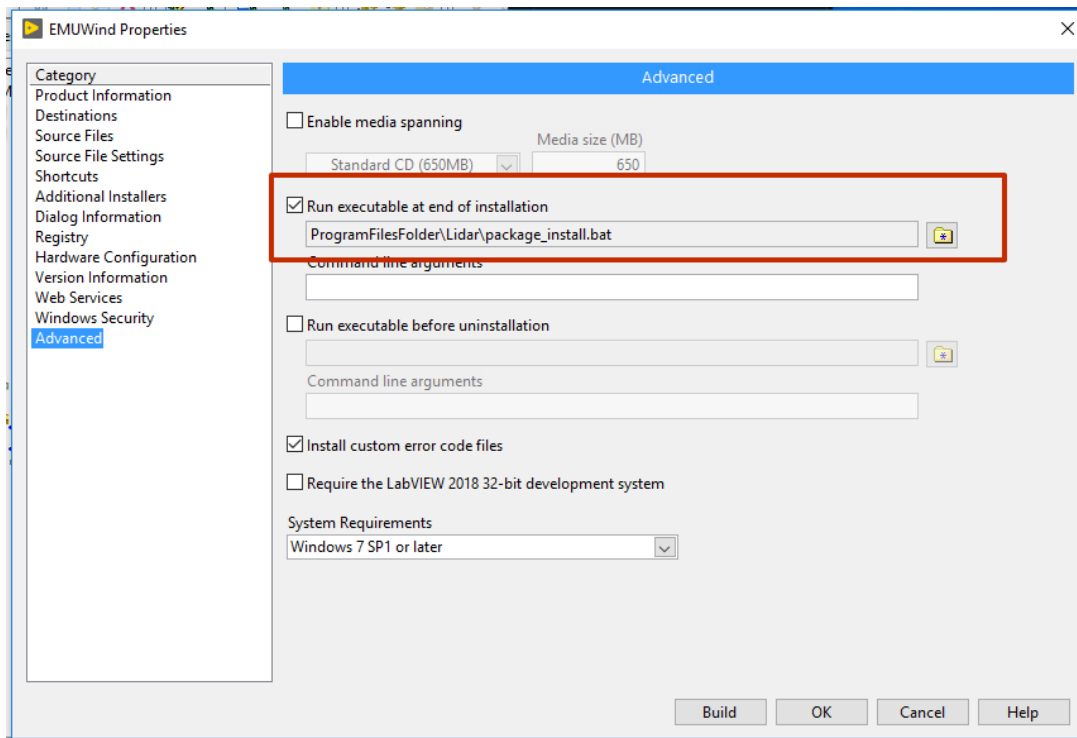 EMUWind Properties
Category
Product Information
Destinations
Source Files
Source File Settings
Shortcuts
Additional Installers
Dialog Information
Registry
Hardware Configuration
Version Information
Web Services
Windows Security
Advanced
Advanced
Enable media spanning
Media size (MB)
Standard CD (650MB)
650
Run executable at end of installation
ProgramFilesFolder\Lidar\package_install.bat
Command line arguments
Run executable before uninstallation
Command line arguments
Install custom error code files
Require the LabVIEW 2018 32-bit development system
System Requirements
Windows 7 SP1 or later
Build
OK
Cancel
Help